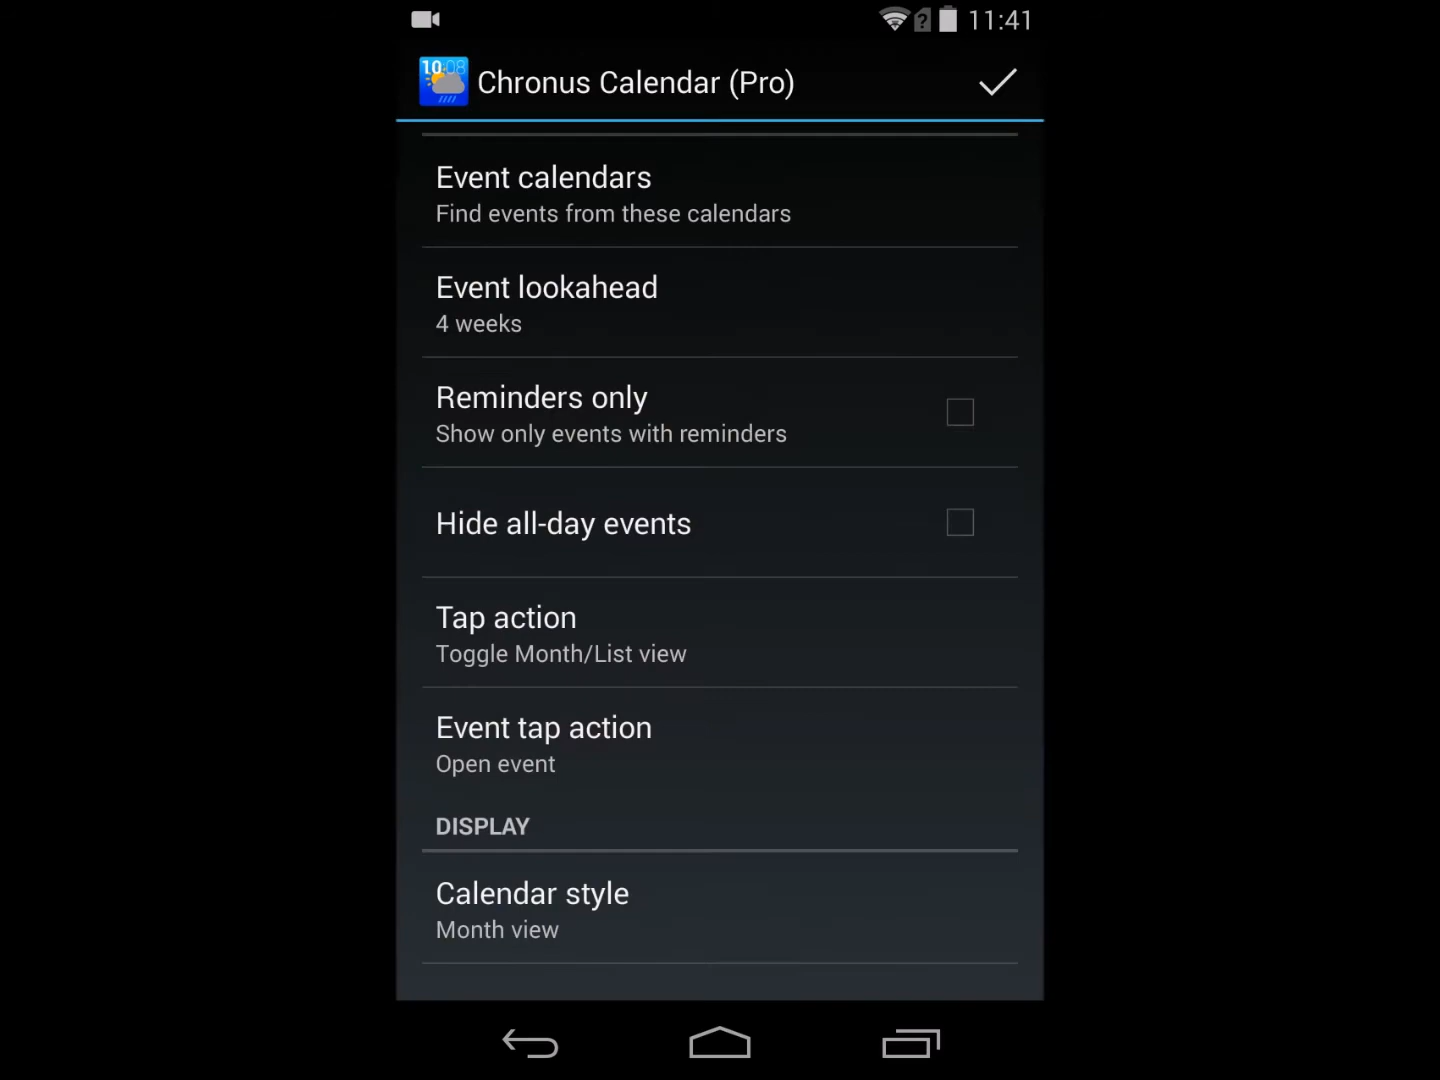 11:41
10:08
Chronus Calendar (Pro)
Event calendars
Find events from these calendars
Event lookahead
4 weeks
Reminders only
Show only events with reminders
Hide all-day events
Tap action
Toggle Month/List view
Event tap action
Open event
DISPLAY
Calendar style
Month view